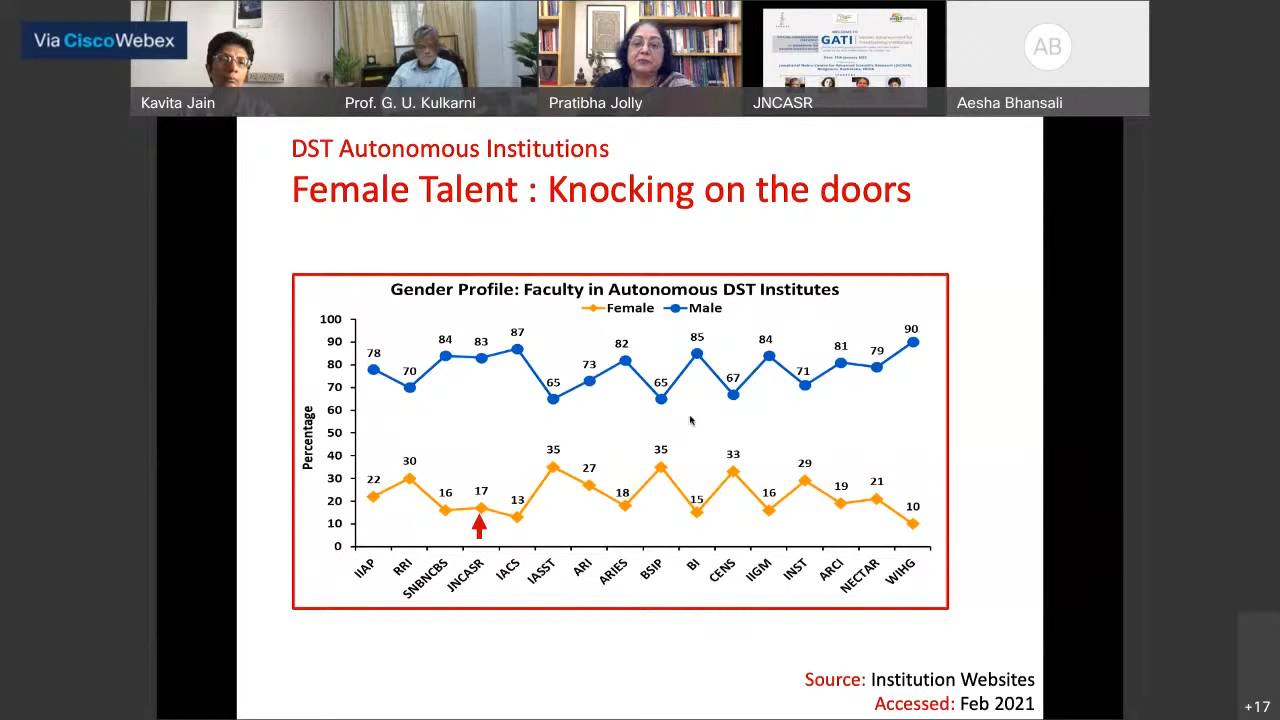 Via CiscoWebex
Kavita Jain
Prof. G. U. Kulkarni
Pratibha Jolly
WELCOME TO
GATI
JNCASR
AB
Aesha Bhansali
DST Autonomous Institutions
Female Talent : Knocking on the doors
Gender Profile: Faculty in Autonomous DST Institutes
Female Male
Percentage
100
90
80
70
60
50
40
30
20
10
0
78 70 84 83 87 65 73 82 65 85 67 84 71 81 79 90
22 30 16 17 13 35 27 18 35 15 33 16 29 19 21 10
IIAP RRI SNBNCBS JNCASR IACS IASST ARI ARIES BSIP BI CENS IIGM INST ARCI NECTAR WIHG
Source: Institution Websites
Accessed: Feb 2021
+17